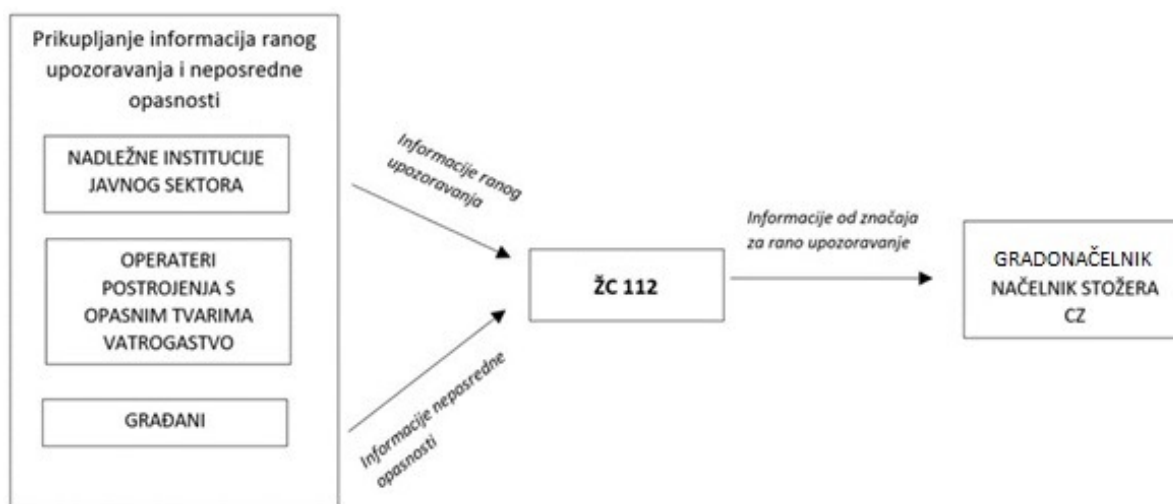 Prikupljanje informacija ranog
upozoravanja i neposredne
opasnosti
NADLEŽNE INSTITUCIJE
JAVNOG SEKTORA
OPERATERI
POSTROJENJA S
OPASNIM TVARIMA
VATROGASTVO
GRAĐANI
Informacije ranog
upozoravanja
Informacije neposredne
opasnosti
ŽC 112
Informacije od značaja
za rano upozoravanje
GRADONAČELNIK
NAČELNIK STOŽERA
CZ